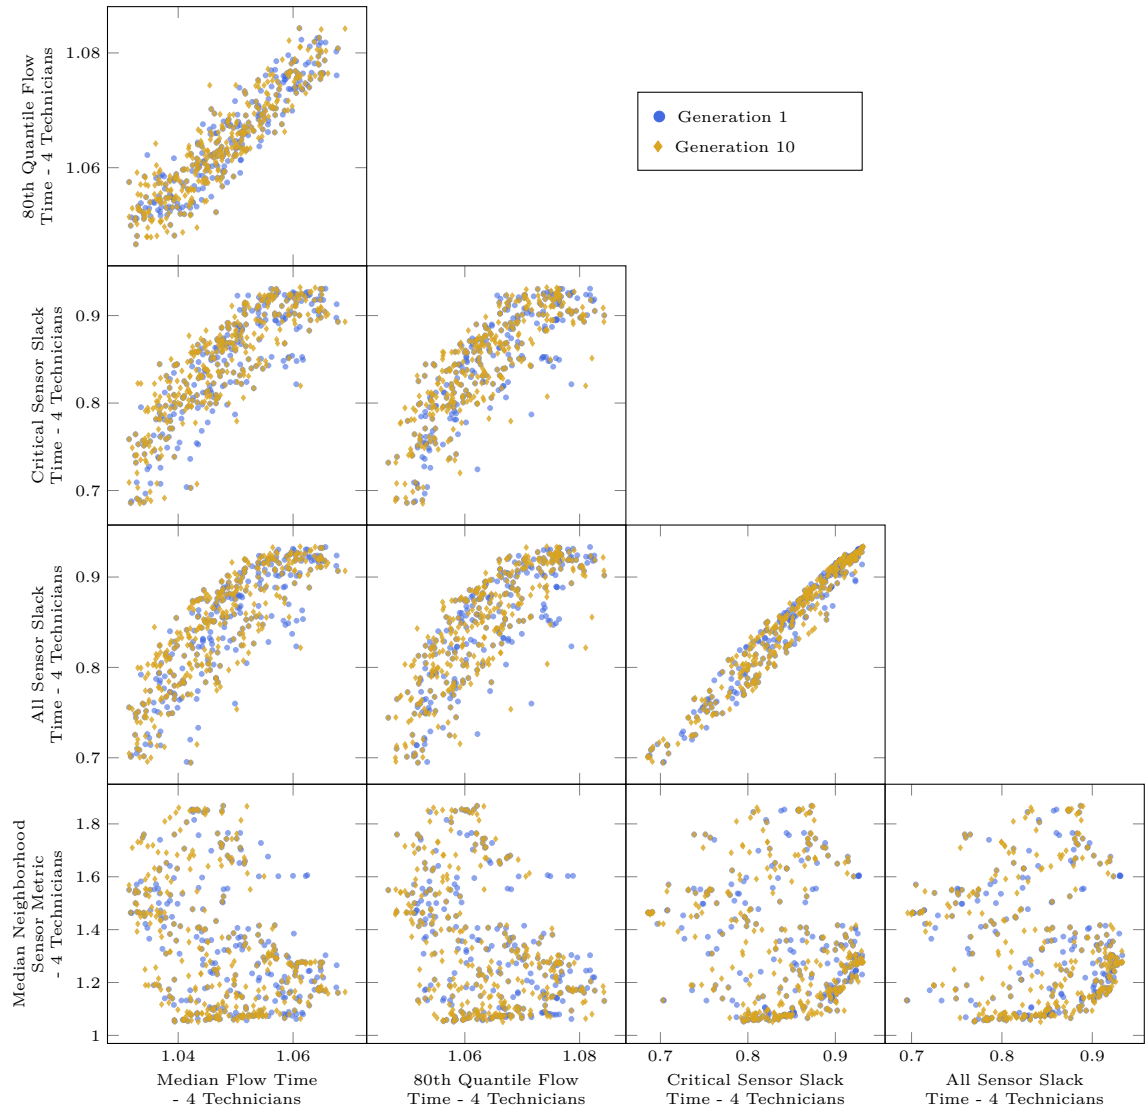 80th Quantile Flow
Time - 4 Technicians
1.08
1.06
Generation 1
Generation 10
Critical Sensor Slack
Time - 4 Technicians
0.9
0.8
0.7
All Sensor Slack
Time - 4 Technicians
0.9
0.8
0.7
Median Neighborhood
Sensor Metric
- 4 Technicians
1.8
1.6
1.4
1.2
1
1.04 1.06 1.06 1.08 0.7 0.8 0.9 0.7 0.8 0.9
Median Flow Time
- 4 Technicians
80th Quantile Flow
Time - 4 Technicians
Critical Sensor Slack
Time - 4 Technicians
All Sensor Slack
Time - 4 Technicians